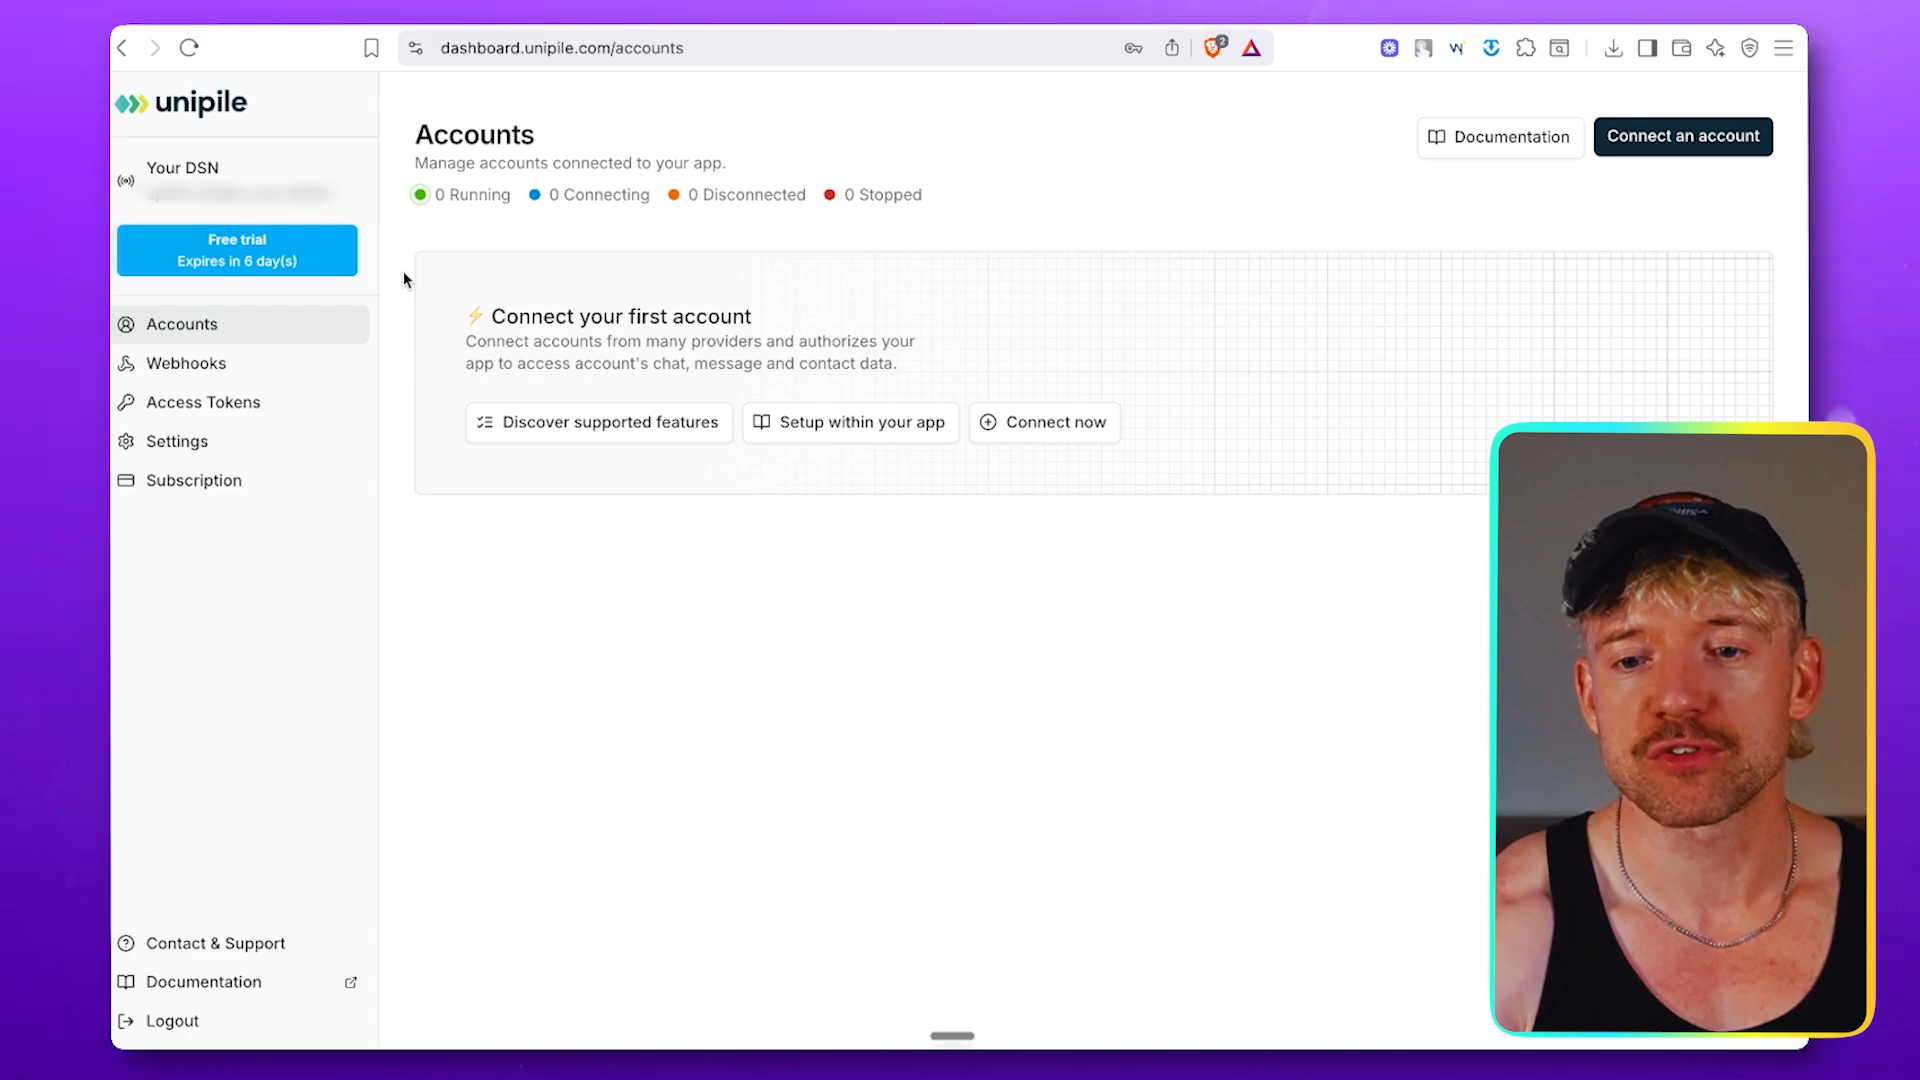 dashboard.unipile.com/accounts
2
unipile
Your DSN
Free trial
Expires in 6 day(s)
Accounts
Webhooks
Access Tokens
Settings
Subscription
Contact & Support
Documentation
Logout
Accounts
Manage accounts connected to your app.
0 Running
0 Connecting
0 Disconnected
0 Stopped
Documentation
Connect an account
⚡ Connect your first account
Connect accounts from many providers and authorizes your
app to access account's chat, message and contact data.
Discover supported features
Setup within your app
Connect now